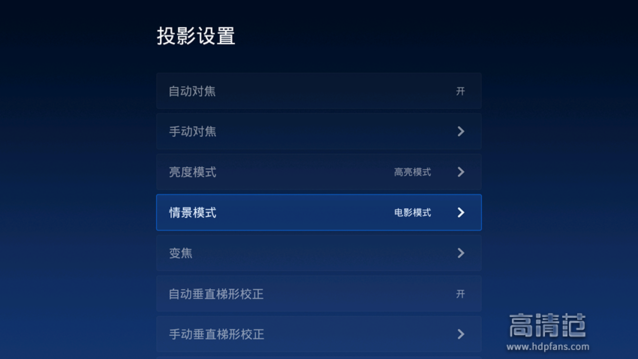 投影设置
自动对焦 开
手动对焦
亮度模式 高亮模式
情景模式 电影模式
变焦
自动垂直梯形校正 开
手动垂直梯形校正
高清范
www.hdpfans.com